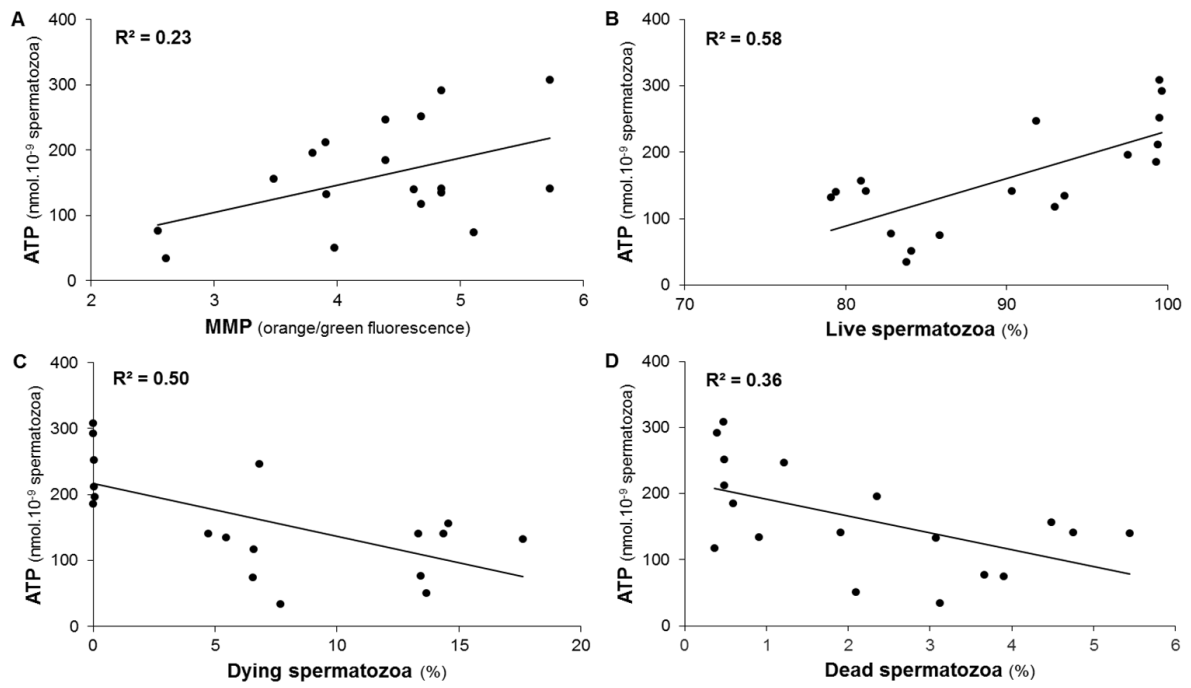 A
R² = 0.23
400
300
200
100
0
ATP (nmol.10⁻⁹ spermatozoa)
2 3 4 5 6
MMP (orange/green fluorescence)
B
R² = 0.58
400
300
200
100
0
ATP (nmol.10⁻⁹ spermatozoa)
70 80 90 100
Live spermatozoa (%)
C
R² = 0.50
400
300
200
100
0
ATP (nmol.10⁻⁹ spermatozoa)
0 5 10 15 20
Dying spermatozoa (%)
D
R² = 0.36
400
300
200
100
0
ATP (nmol.10⁻⁹ spermatozoa)
0 1 2 3 4 5 6
Dead spermatozoa (%)